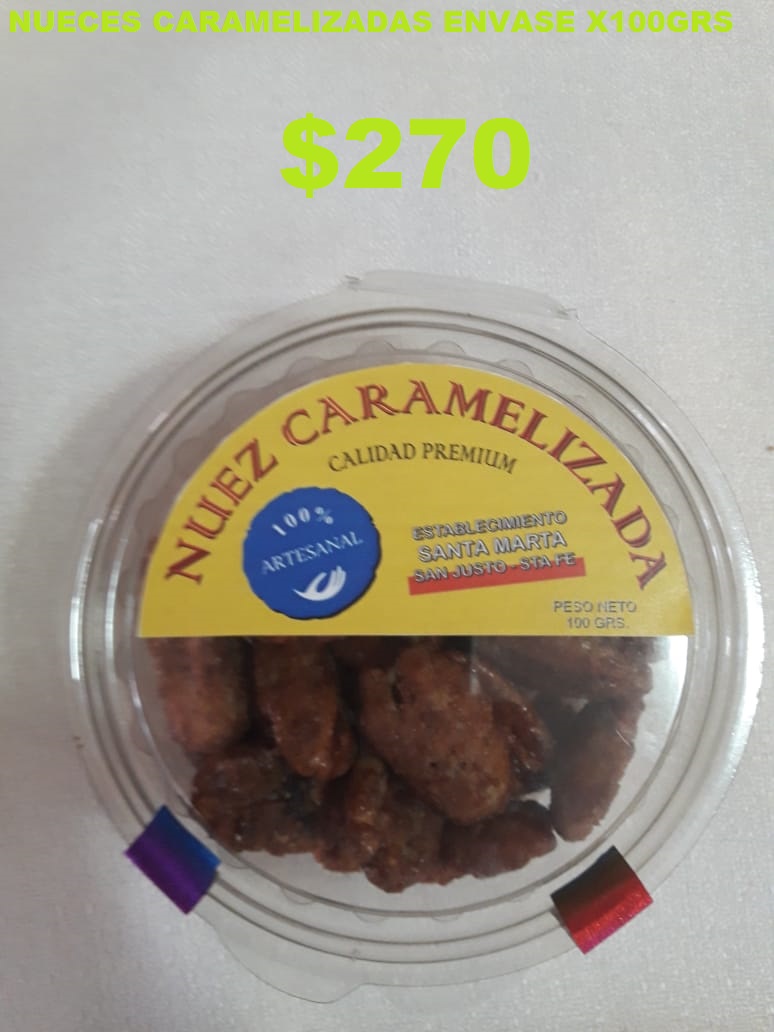 NUECES CARAMELIZADAS ENVASE X100GRS
$270
NUEZ CARAMELIZADA
CALIDAD PREMIUM
100%
ARTESANAL
ESTABLECIMIENTO
SANTA MARTA
SAN JUSTO - STA FE
PESO NETO
100 GRS.